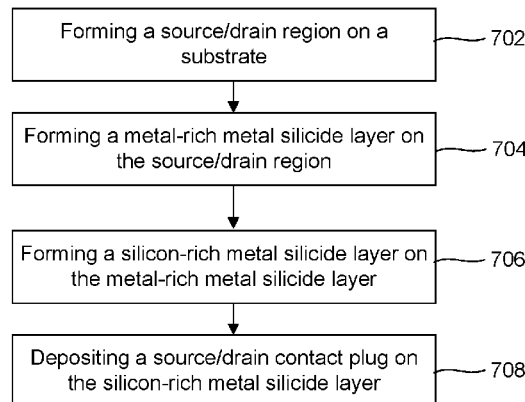 Forming a source/drain region on a
substrate
702
Forming a metal-rich metal silicide layer on
the source/drain region
704
Forming a silicon-rich metal silicide layer on
the metal-rich metal silicide layer
706
Depositing a source/drain contact plug on
the silicon-rich metal silicide layer
708